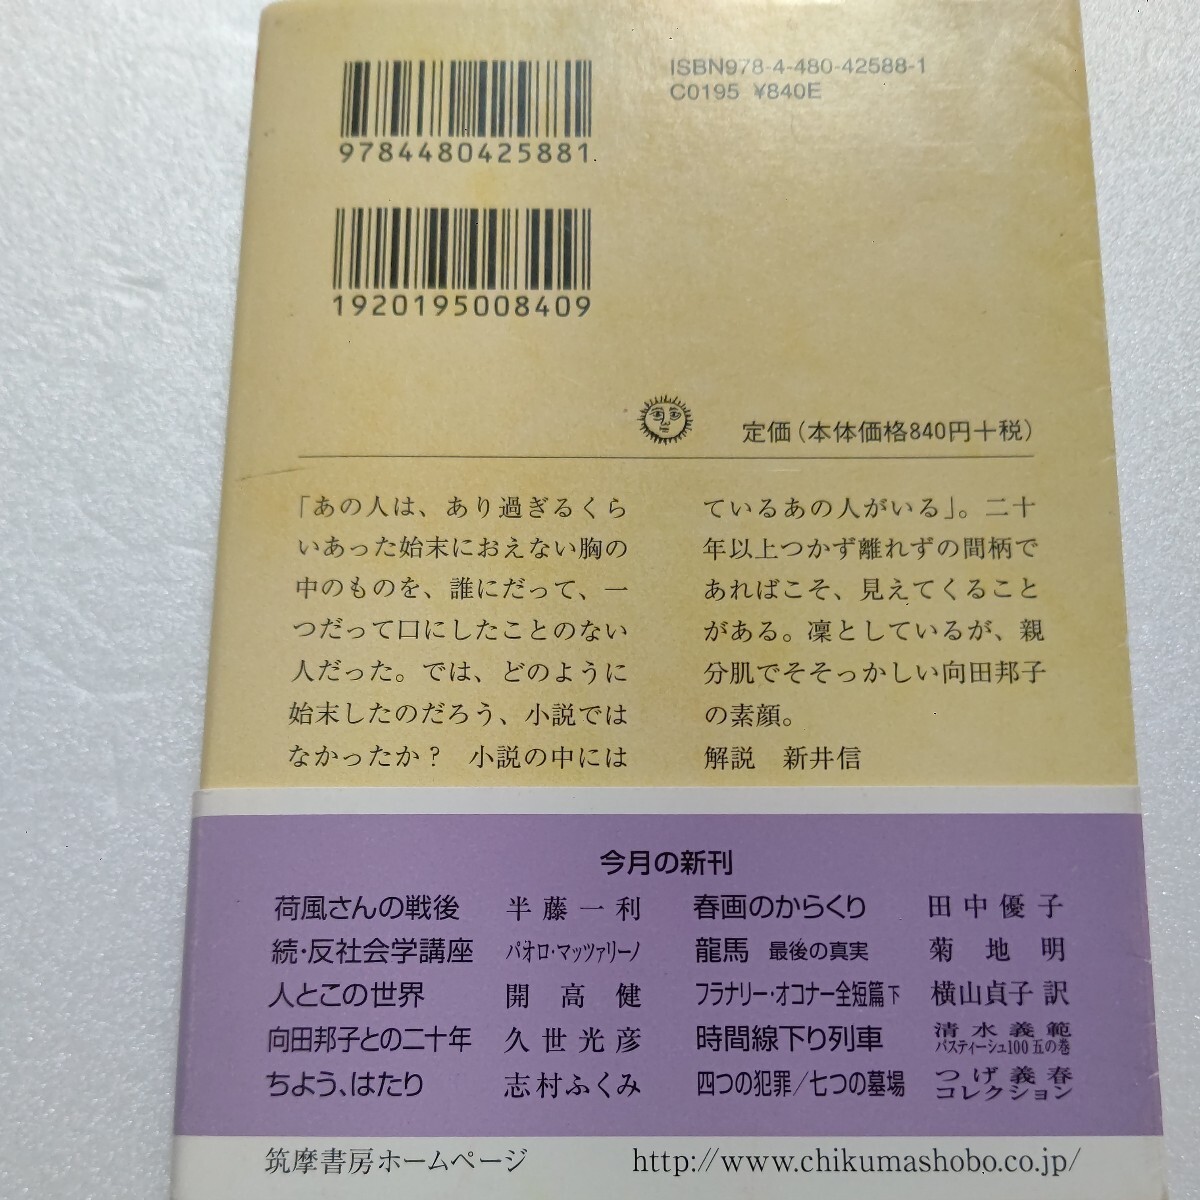 ISBN978-4-480-42588-1
C0195 ¥840E
9784480425881
1920195008409
定価(本体価格840円+税)
「あの人は、あり過ぎるくら
いあった始末におえない胸の
中のものを、誰にだって、一
つだって口にしたことのない
人だった。では、どのように
始末したのだろう、小説では
なかったか? 小説の中には
ているあの人がいる」。二十
年以上つかず離れずの間柄で
あればこそ、見えてくること
がある。凜としているが、親
分肌でそそっかしい向田邦子
の素顔。
解説 新井信
今月の新刊
荷風さんの戦後 半藤一利
続・反社会学講座 パオロ・マッツァリーノ
人とこの世界 開高健
向田邦子との二十年 久世光彦
ちよう、はたり 志村ふくみ
春画のからくり 田中優子
龍馬 最後の真実 菊地明
フラナリー・オコナー全短篇 下 横山貞子 訳
時間線下り列車 清水義範 パスティーシュ100 五の巻
四つの犯罪/七つの墓場 つげ義春コレクション
筑摩書房ホームページ http://www.chikumashobo.co.jp/